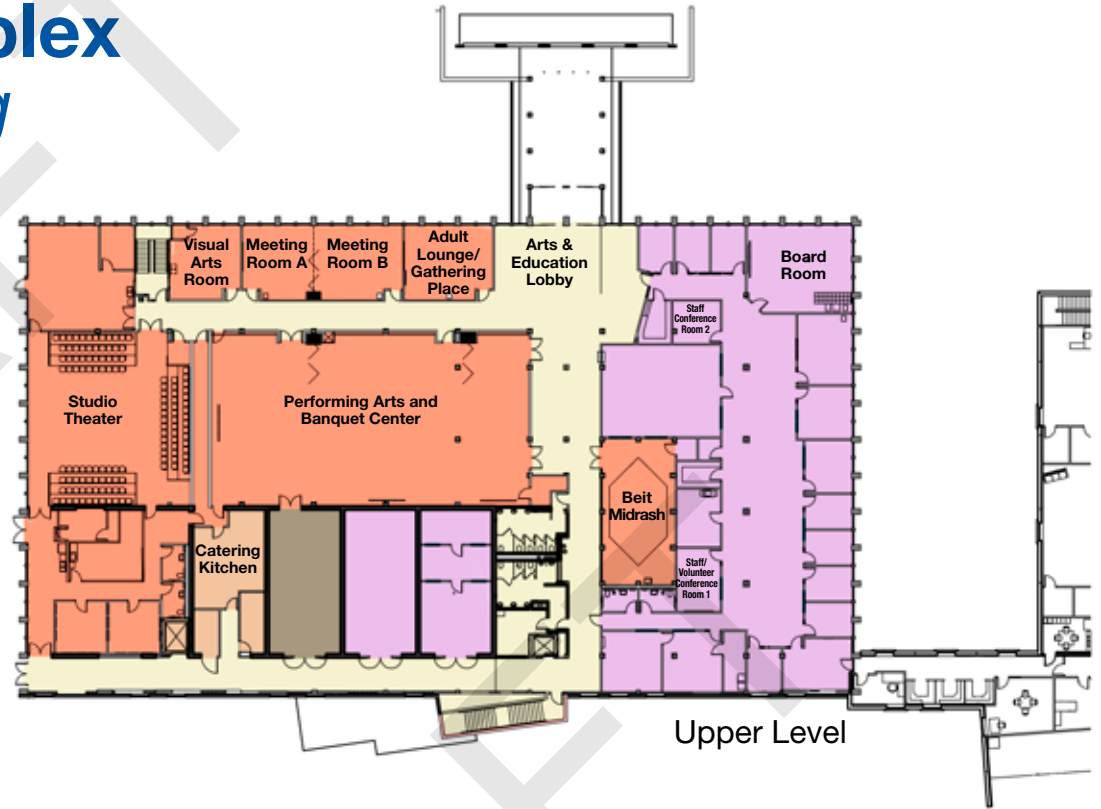 plex
g
Visual
Arts
Room
Meeting
Room A
Meeting
Room B
Adult
Lounge/
Gathering
Place
Arts &
Education
Lobby
Board
Room
Staff
Conference
Room 2
Studio
Theater
Performing Arts and
Banquet Center
Beit
Midrash
Catering
Kitchen
Staff/
Volunteer
Conference
Room 1
Upper Level